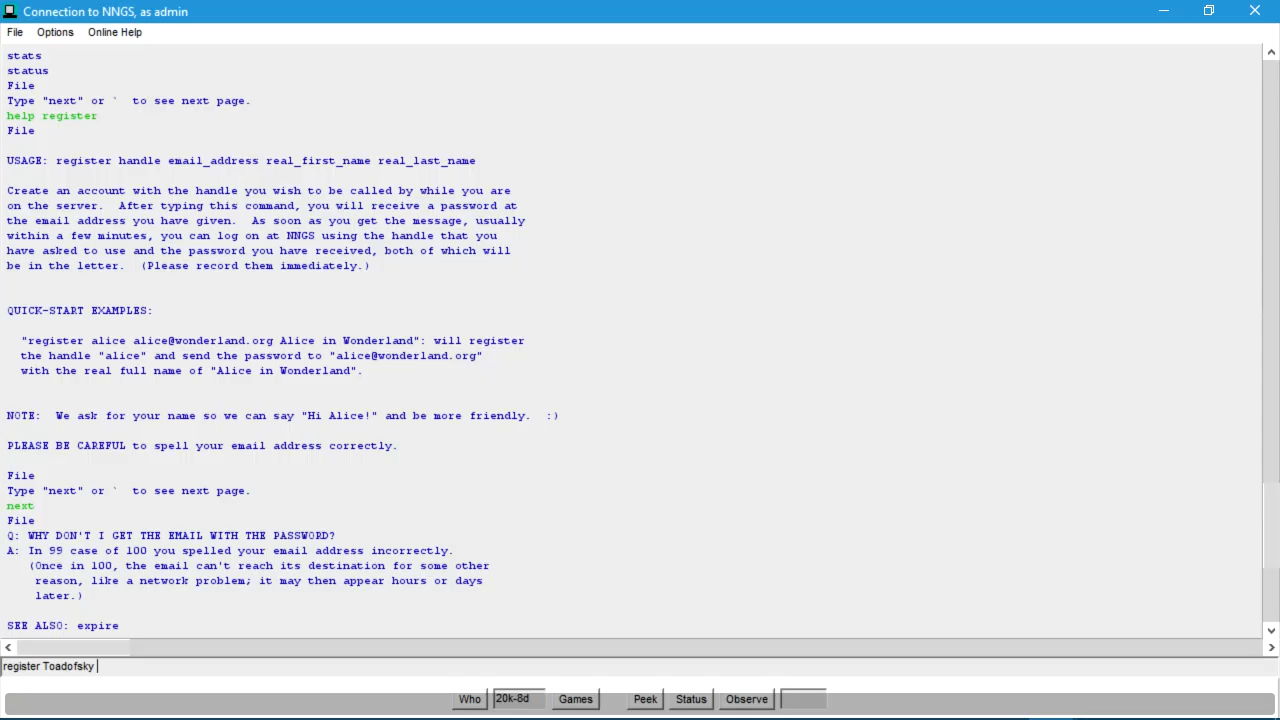 Connection to NNGS, as admin
File Options Online Help
stats
status
File
Type "next" or `  to see next page.
help register
File
USAGE: register handle email_address real_first_name real_last_name
Create an account with the handle you wish to be called by while you are
on the server.  After typing this command, you will receive a password at
the email address you have given.  As soon as you get the message, usually
within a few minutes, you can log on at NNGS using the handle that you
have asked to use and the password you have received, both of which will
be in the letter.  (Please record them immediately.)
QUICK-START EXAMPLES:
"register alice alice@wonderland.org Alice in Wonderland": will register
the handle "alice" and send the password to "alice@wonderland.org"
with the real full name of "Alice in Wonderland".
NOTE:  We ask for your name so we can say "Hi Alice!" and be more friendly.  :)
PLEASE BE CAREFUL to spell your email address correctly.
File
Type "next" or `  to see next page.
next
File
Q: WHY DON'T I GET THE EMAIL WITH THE PASSWORD?
A: In 99 case of 100 you spelled your email address incorrectly.
(Once in 100, the email can't reach its destination for some other
reason, like a network problem; it may then appear hours or days
later.)
SEE ALSO: expire
register Toadofsky
Who 20k-8d Games Peek Status Observe